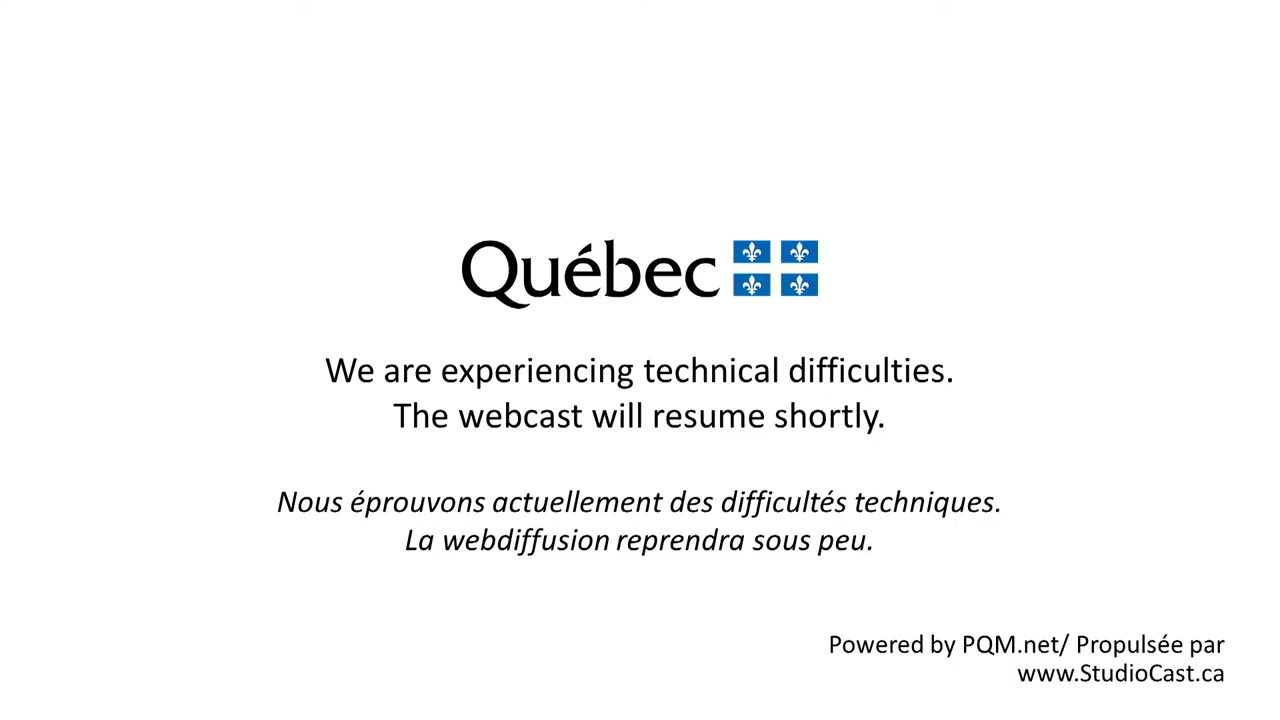 Québec
We are experiencing technical difficulties.
The webcast will resume shortly.
Nous éprouvons actuellement des difficultés techniques.
La webdiffusion reprendra sous peu.
Powered by PQM.net/ Propulsée par
www.StudioCast.ca